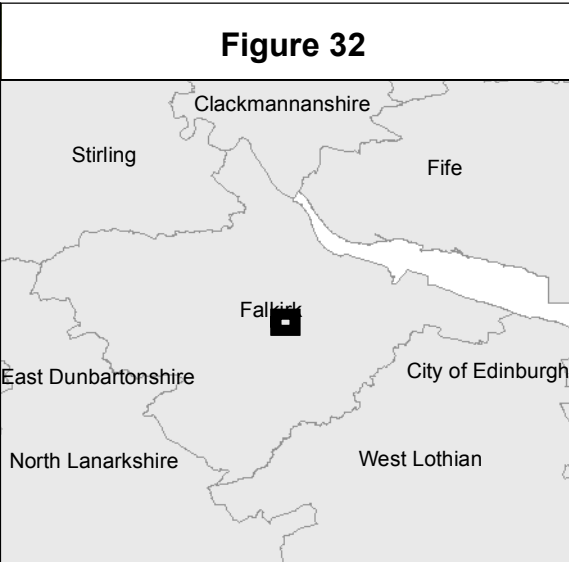 Figure 32
Clackmannanshire
Stirling
Fife
Falkirk
East Dunbartonshire
City of Edinburgh
North Lanarkshire
West Lothian